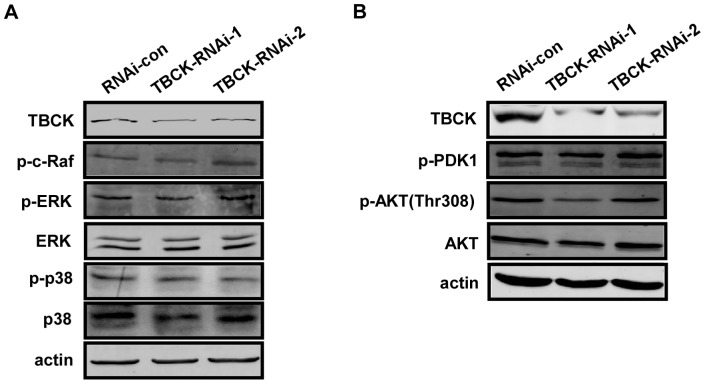 A
RNAi-con
TBCK-RNAi-1
TBCK-RNAi-2
TBCK
p-c-Raf
p-ERK
ERK
p-p38
p38
actin
B
RNAi-con
TBCK-RNAi-1
TBCK-RNAi-2
TBCK
p-PDK1
p-AKT(Thr308)
AKT
actin